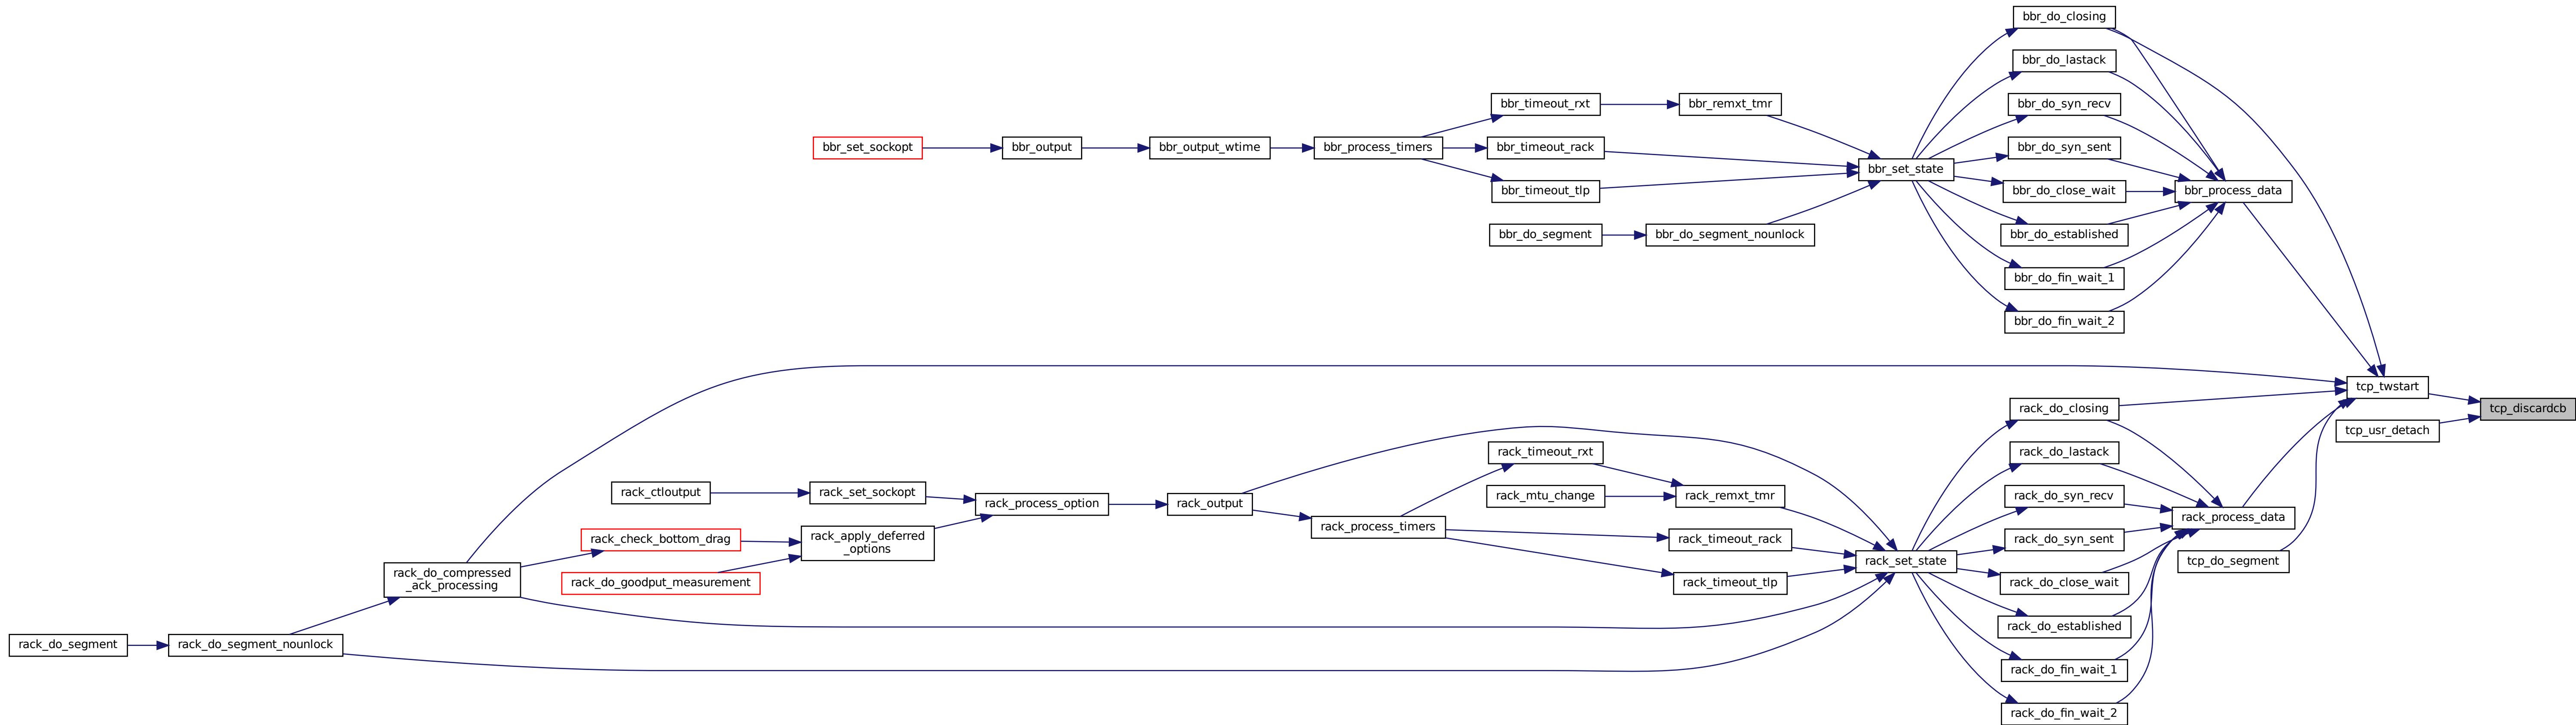 bbr_do_closing
bbr_do_lastack
bbr_timeout_rxt
bbr_remxt_tmr
bbr_do_syn_recv
bbr_set_sockopt
bbr_output
bbr_output_wtime
bbr_process_timers
bbr_timeout_rack
bbr_do_syn_sent
bbr_set_state
bbr_timeout_tlp
bbr_do_close_wait
bbr_process_data
bbr_do_segment
bbr_do_segment_nounlock
bbr_do_established
bbr_do_fin_wait_1
bbr_do_fin_wait_2
tcp_twstart
rack_do_closing
tcp_discardcb
tcp_usr_detach
rack_timeout_rxt
rack_do_lastack
rack_ctloutput
rack_set_sockopt
rack_process_option
rack_output
rack_mtu_change
rack_remxt_tmr
rack_do_syn_recv
rack_process_timers
rack_process_data
rack_check_bottom_drag
rack_apply_deferred
_options
rack_timeout_rack
rack_do_syn_sent
rack_set_state
tcp_do_segment
rack_do_compressed
_ack_processing
rack_do_goodput_measurement
rack_timeout_tlp
rack_do_close_wait
rack_do_established
rack_do_segment
rack_do_segment_nounlock
rack_do_fin_wait_1
rack_do_fin_wait_2